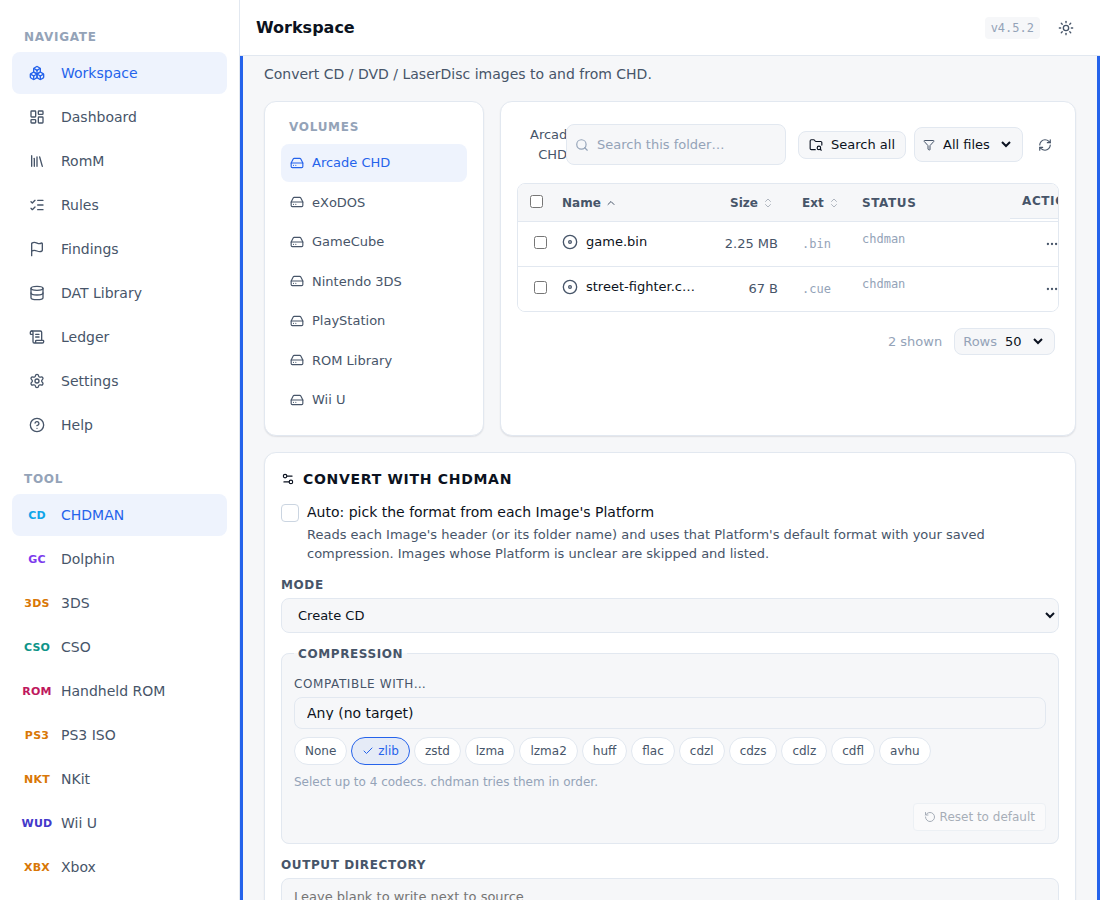 NAVIGATE
Workspace
Dashboard
RomM
Rules
Findings
DAT Library
Ledger
Settings
Help
TOOL
CD CHDMAN
GC Dolphin
3DS 3DS
CSO CSO
ROM Handheld ROM
PS3 PS3 ISO
NKT NKit
WUD Wii U
XBX Xbox
Workspace
v4.5.2
Convert CD / DVD / LaserDisc images to and from CHD.
VOLUMES
Arcade CHD
eXoDOS
GameCube
Nintendo 3DS
PlayStation
ROM Library
Wii U
Arcad
CHD
Search this folder...
Search all
All files
Name Size Ext STATUS ACTIC
game.bin 2.25 MB .bin chdman
street-fighter.c... 67 B .cue chdman
2 shown Rows 50
CONVERT WITH CHDMAN
Auto: pick the format from each Image's Platform
Reads each Image's header (or its folder name) and uses that Platform's default format with your saved
compression. Images whose Platform is unclear are skipped and listed.
MODE
Create CD
COMPRESSION
COMPATIBLE WITH...
Any (no target)
None zlib zstd lzma lzma2 huff flac cdzl cdzs cdlz cdfl avhu
Select up to 4 codecs. chdman tries them in order.
Reset to default
OUTPUT DIRECTORY
Leave blank to write next to source